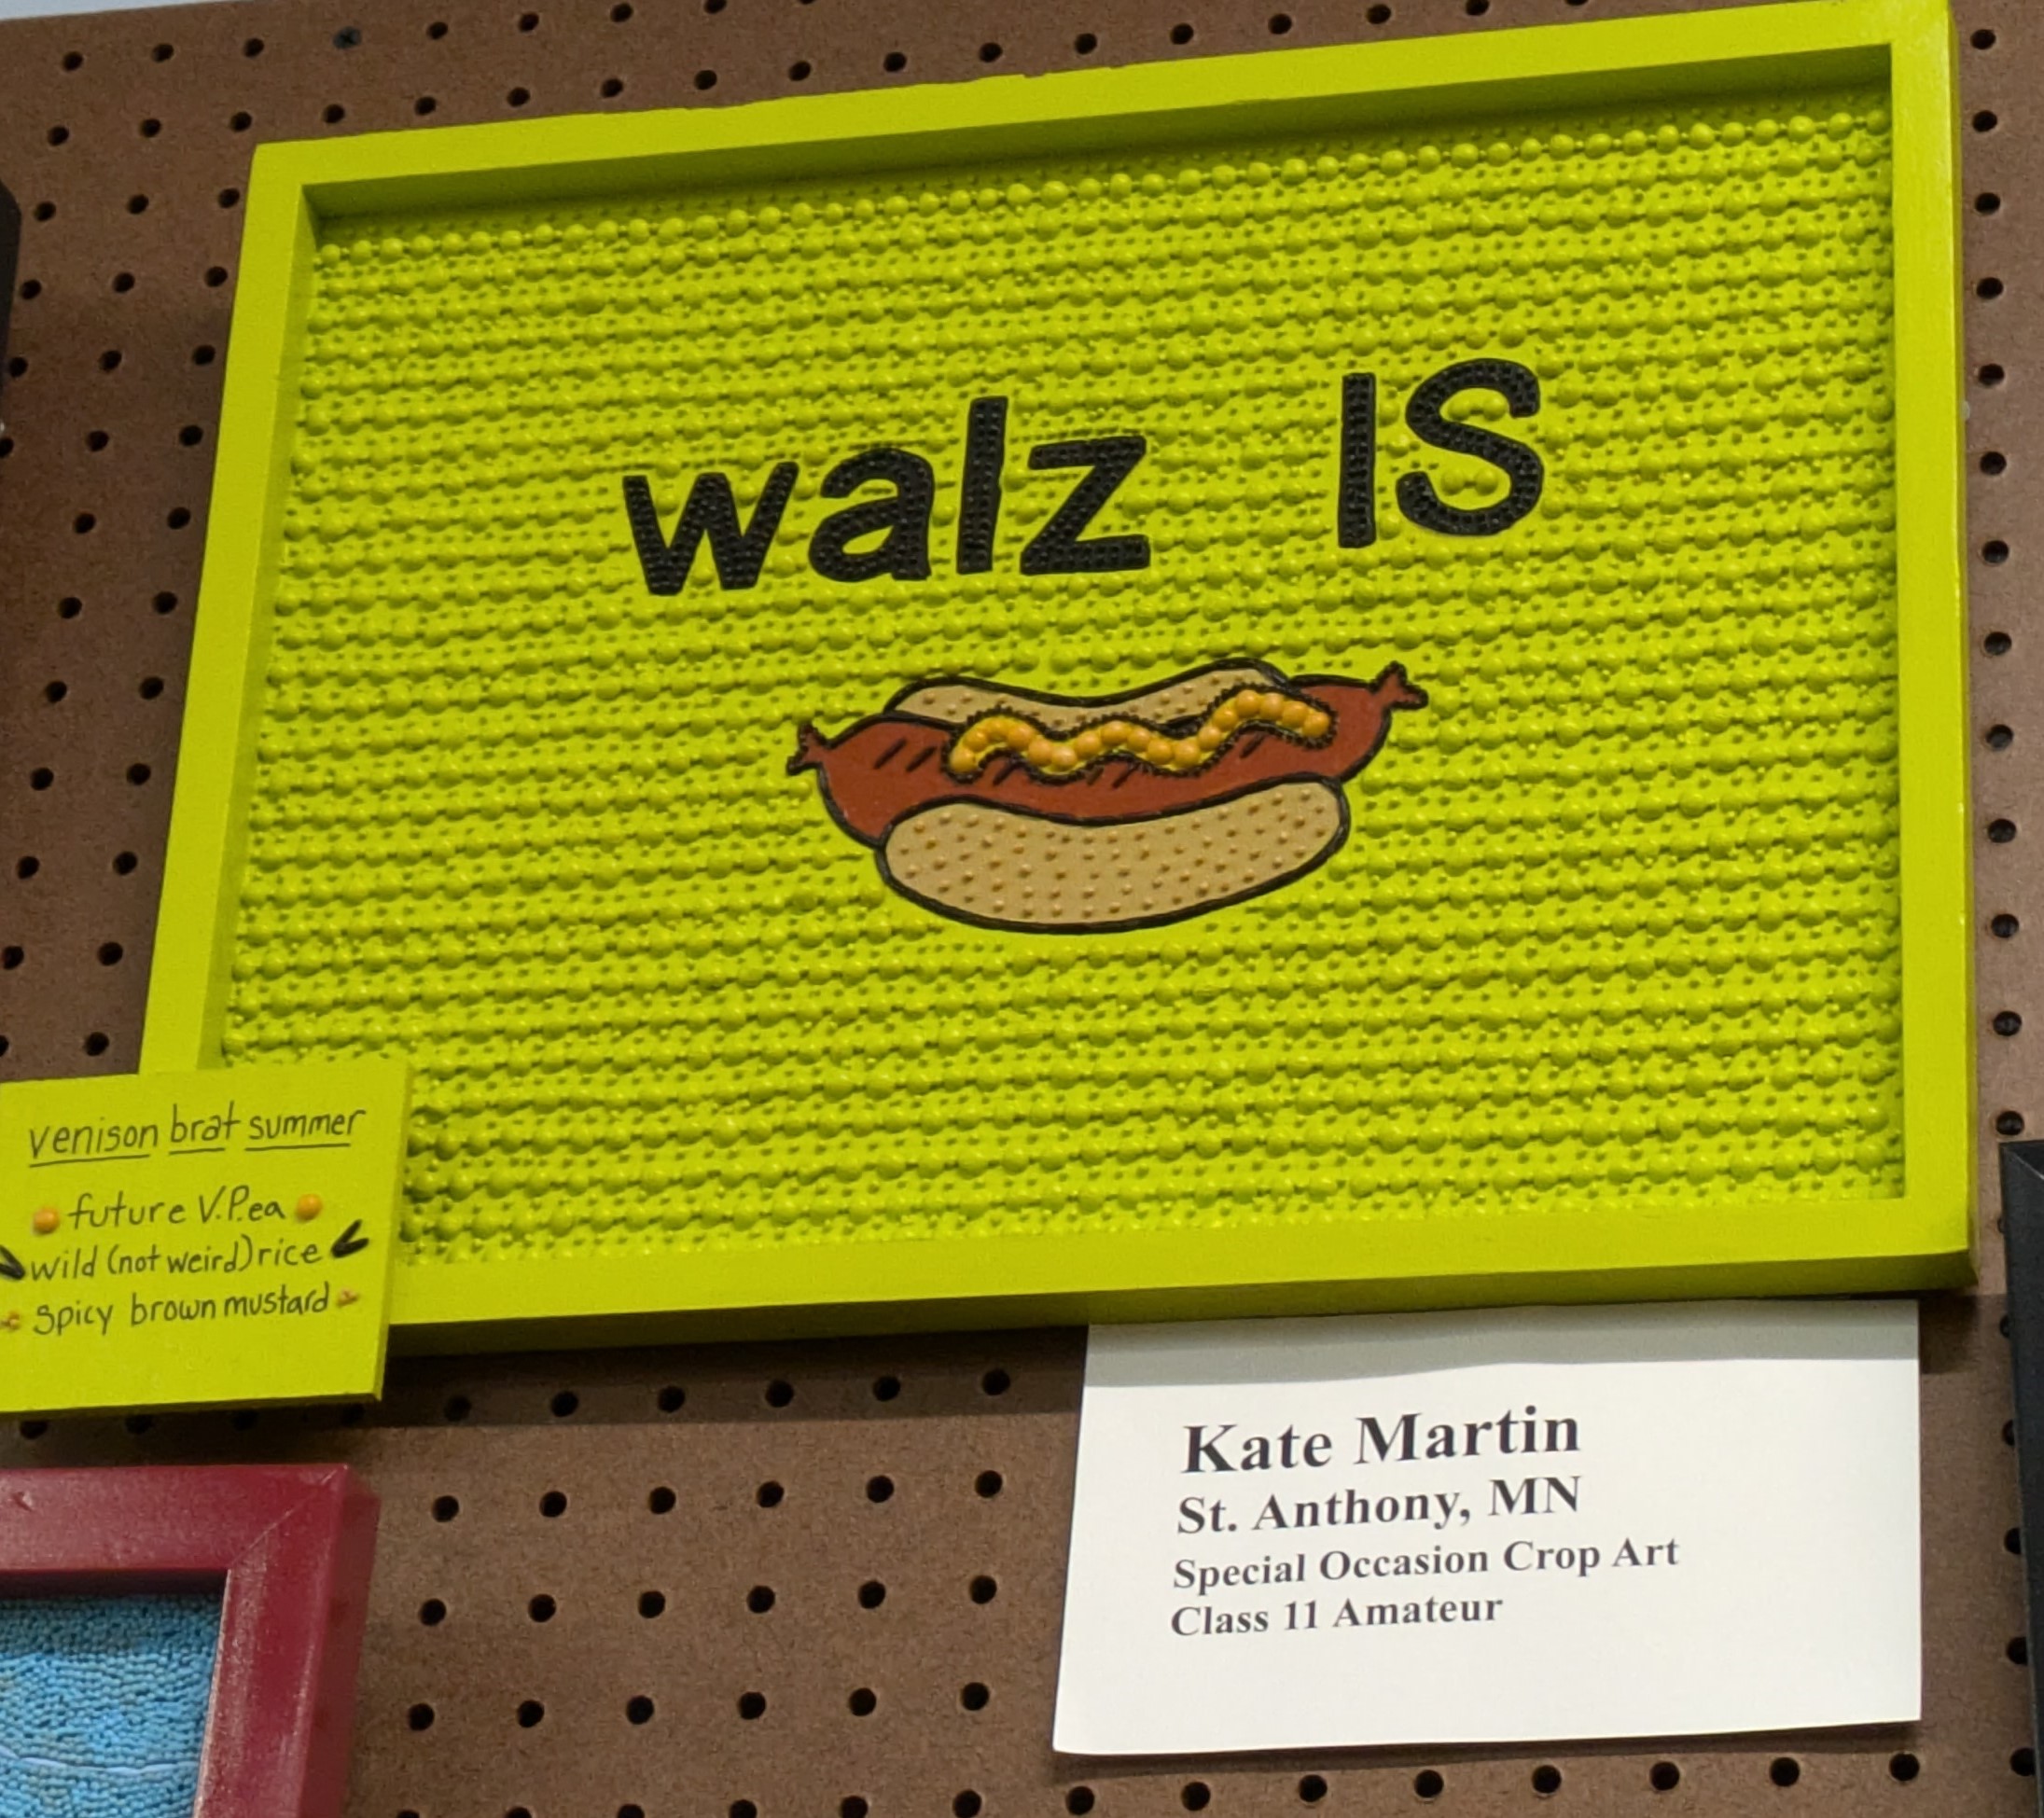 walz IS
venison brat summer
future V.P.ea
wild (not weird) rice
spicy brown mustard
Kate Martin
St. Anthony, MN
Special Occasion Crop Art
Class 11 Amateur